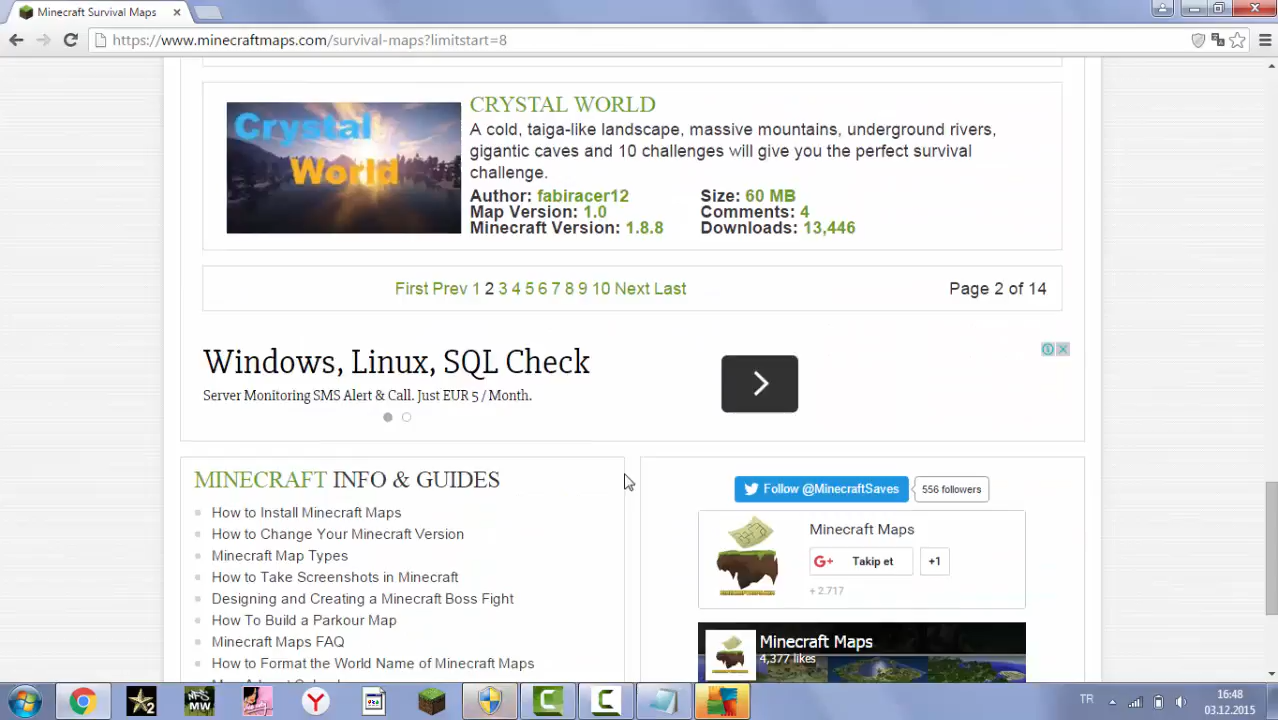 Minecraft Survival Maps
https://www.minecraftmaps.com/survival-maps?limitstart=8
Crystal
World
CRYSTAL WORLD
A cold, taiga-like landscape, massive mountains, underground rivers,
gigantic caves and 10 challenges will give you the perfect survival
challenge.
Author: fabiracer12 Size: 60 MB
Map Version: 1.0 Comments: 4
Minecraft Version: 1.8.8 Downloads: 13,446
First Prev 1 2 3 4 5 6 7 8 9 10 Next Last Page 2 of 14
Windows, Linux, SQL Check
Server Monitoring SMS Alert & Call. Just EUR 5 / Month.
MINECRAFT INFO & GUIDES
How to Install Minecraft Maps
How to Change Your Minecraft Version
Minecraft Map Types
How to Take Screenshots in Minecraft
Designing and Creating a Minecraft Boss Fight
How To Build a Parkour Map
Minecraft Maps FAQ
How to Format the World Name of Minecraft Maps
Follow @MinecraftSaves 556 followers
Minecraft Maps
G+ Takip et +1
+ 2.717
Minecraft Maps
4,377 likes
2
NFS
MW
Y
C
C
TR
16:48
03.12.2015